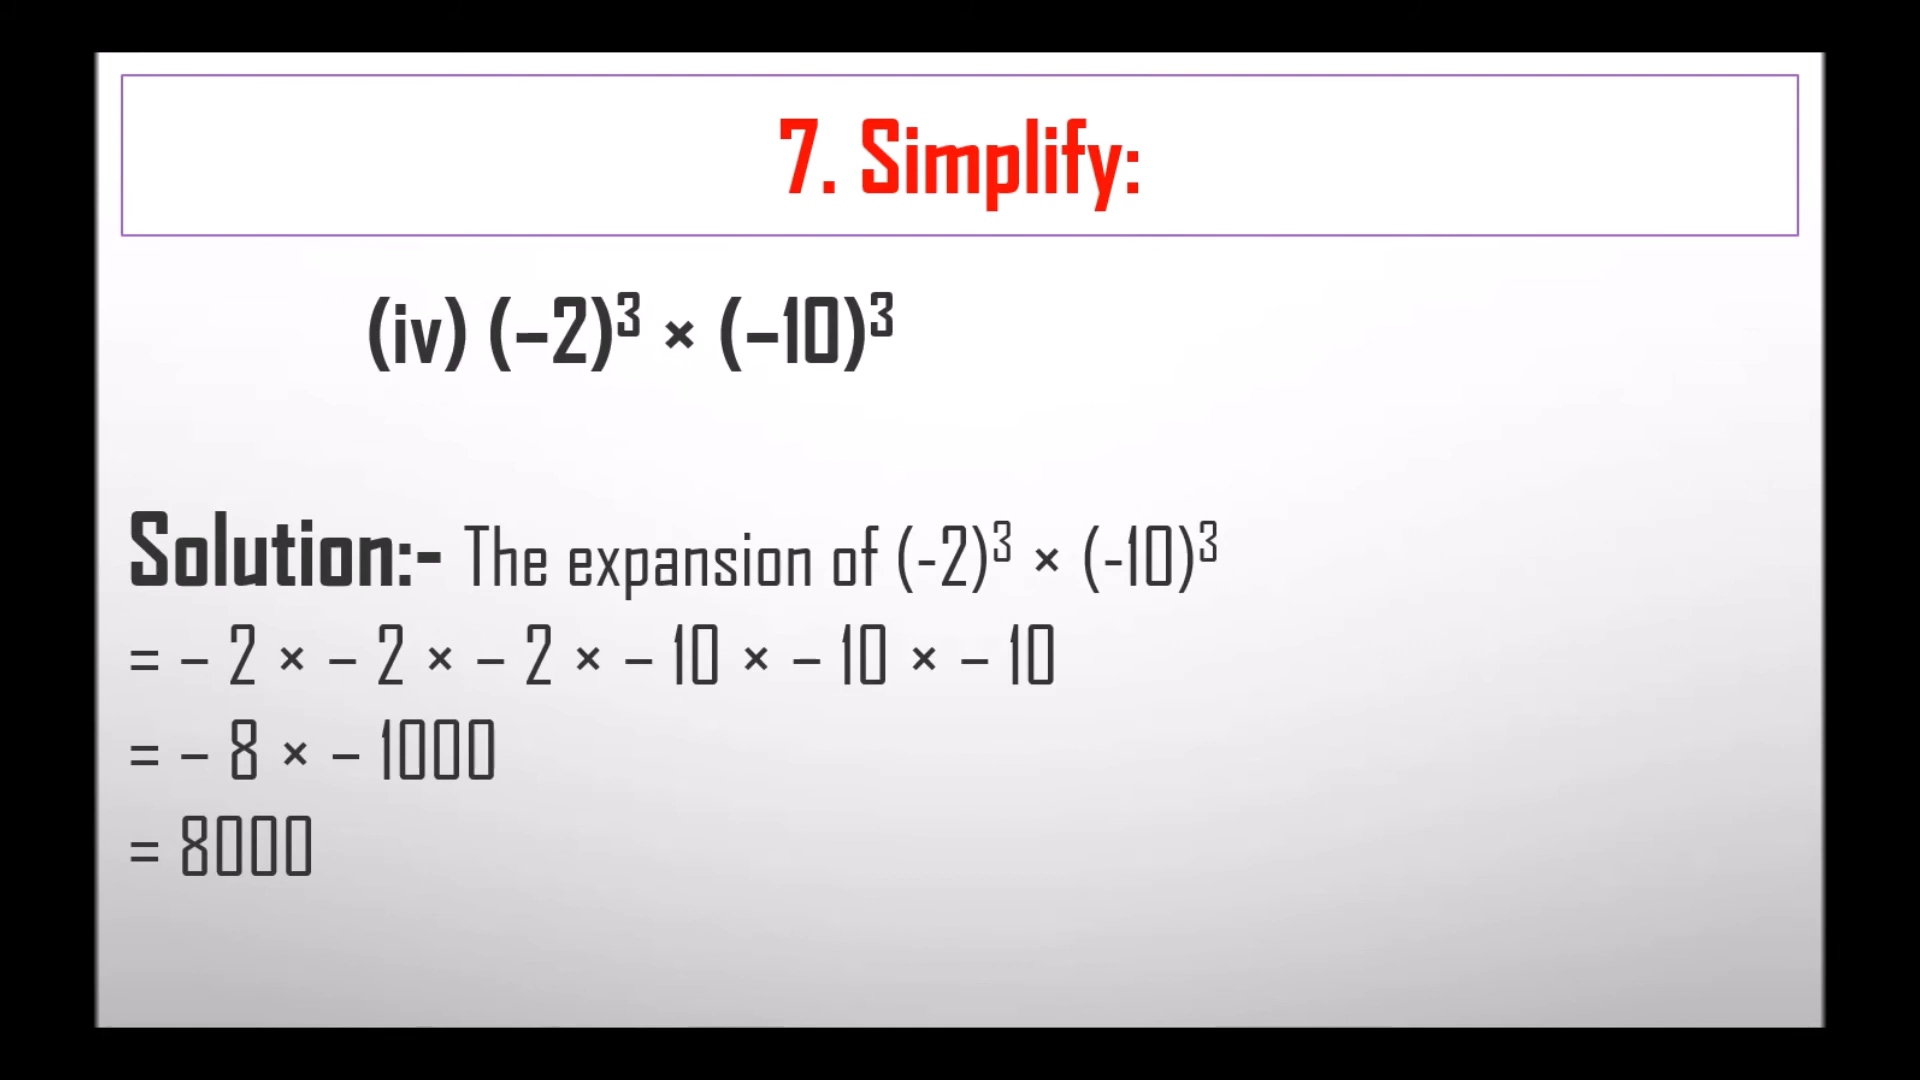 7. Simplify:
(iv) (–2)³ × (–10)³
Solution:- The expansion of (-2)³ × (-10)³
= – 2 × – 2 × – 2 × – 10 × – 10 × – 10
= – 8 × – 1000
= 8000